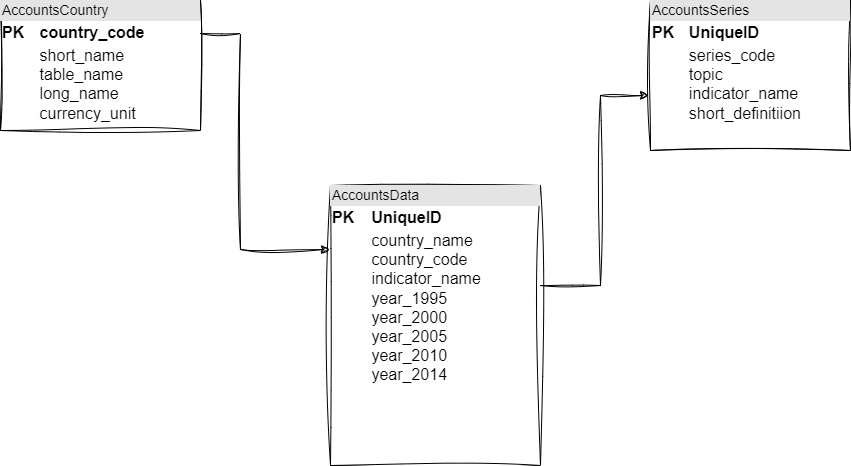 AccountsCountry
PK country_code
short_name
table_name
long_name
currency_unit
AccountsSeries
PK UniqueID
series_code
topic
indicator_name
short_definitiion
AccountsData
PK UniqueID
country_name
country_code
indicator_name
year_1995
year_2000
year_2005
year_2010
year_2014